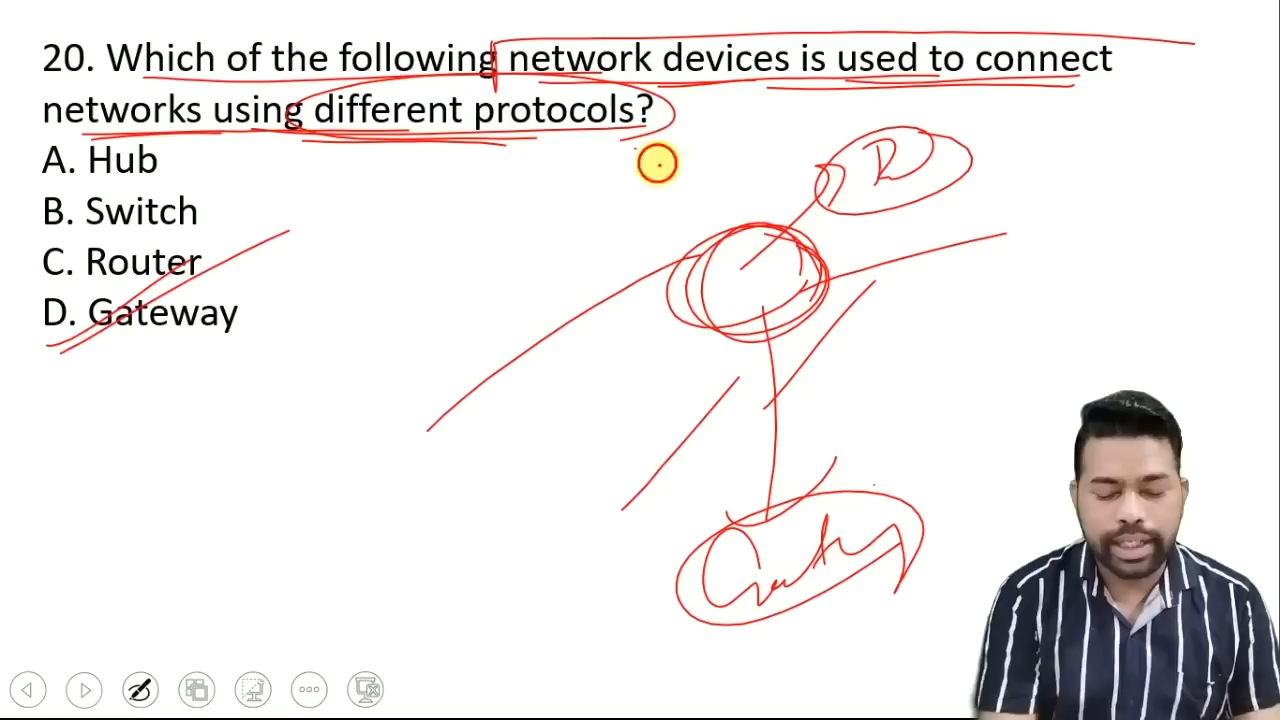 20. Which of the following network devices is used to connect
networks using different protocols?
A. Hub
B. Switch
C. Router
D. Gateway
R